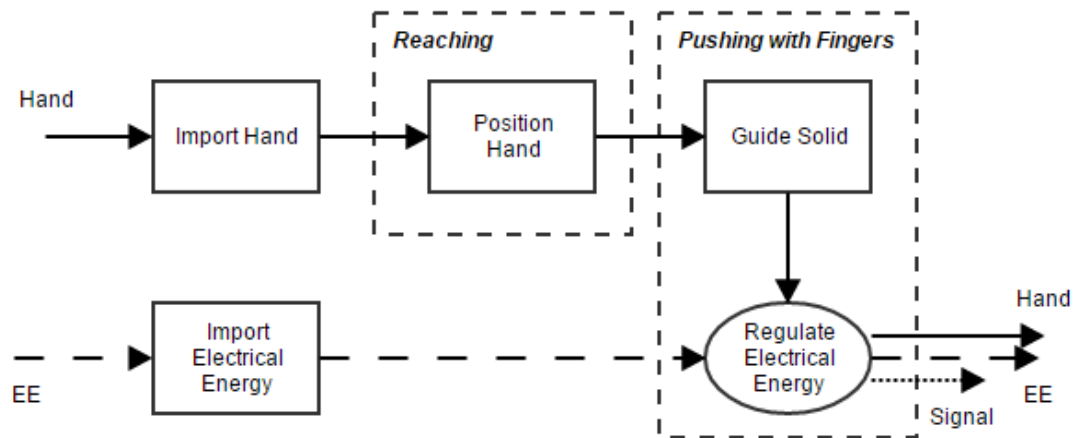 Reaching
Pushing with Fingers
Hand
Import Hand
Position
Hand
Guide Solid
Import
Electrical
Energy
Regulate
Electrical
Energy
Hand
EE
EE
Signal